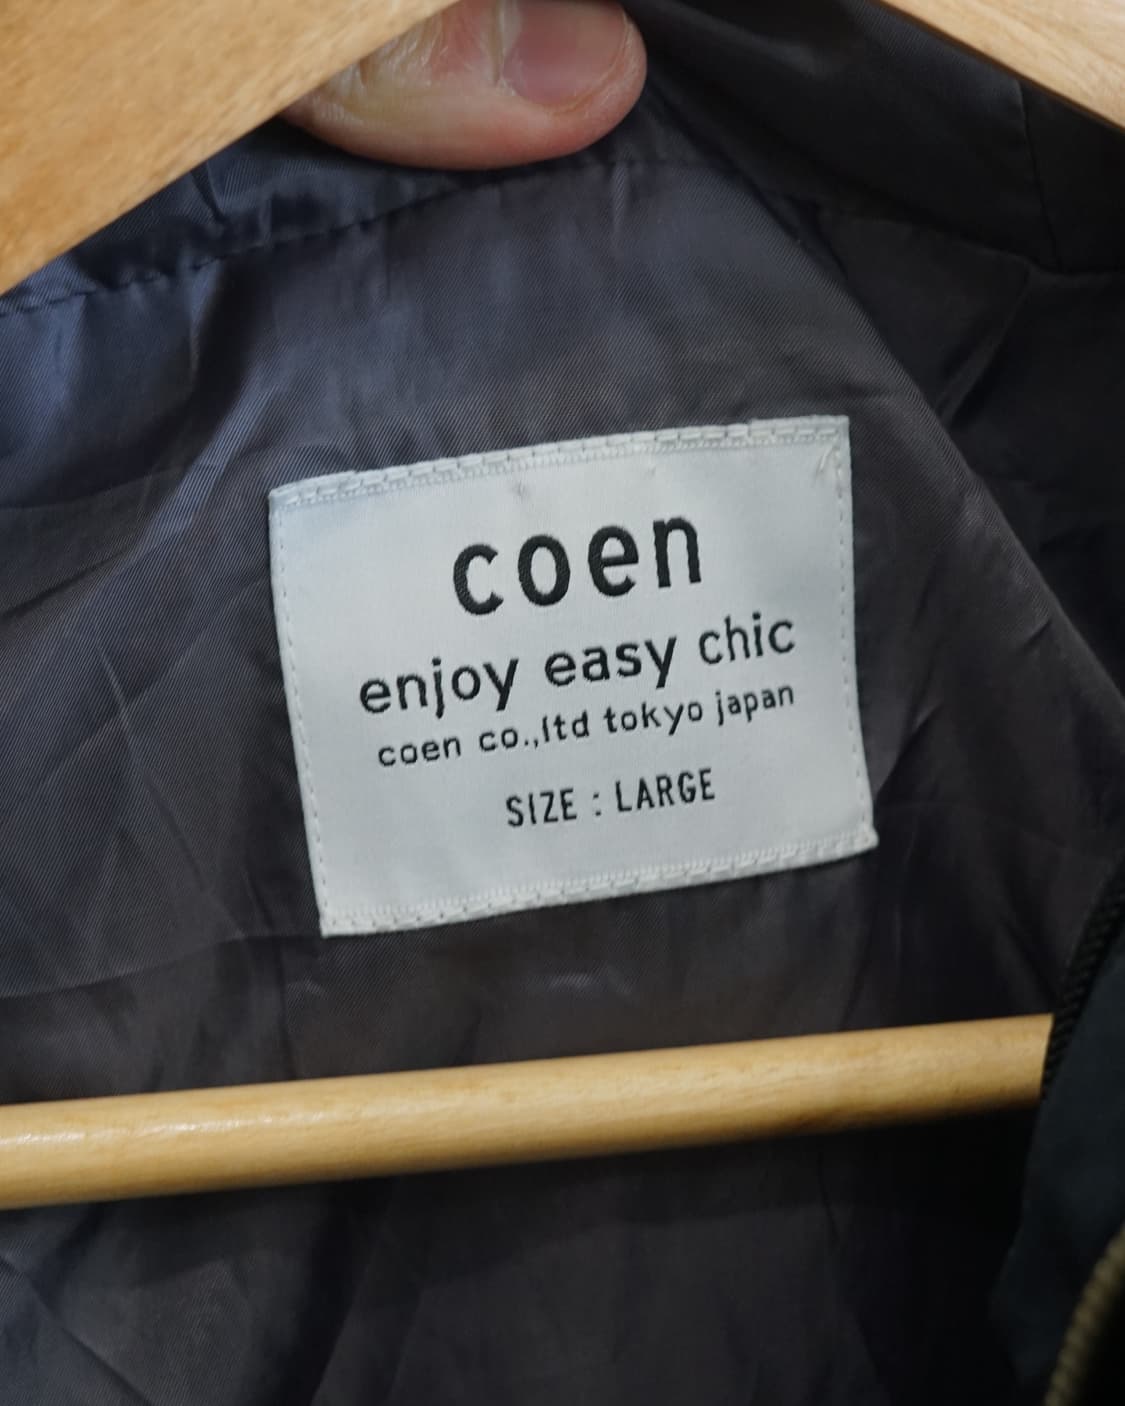 coen
enjoy easy chic
coen co.,ltd tokyo japan
SIZE : LARGE